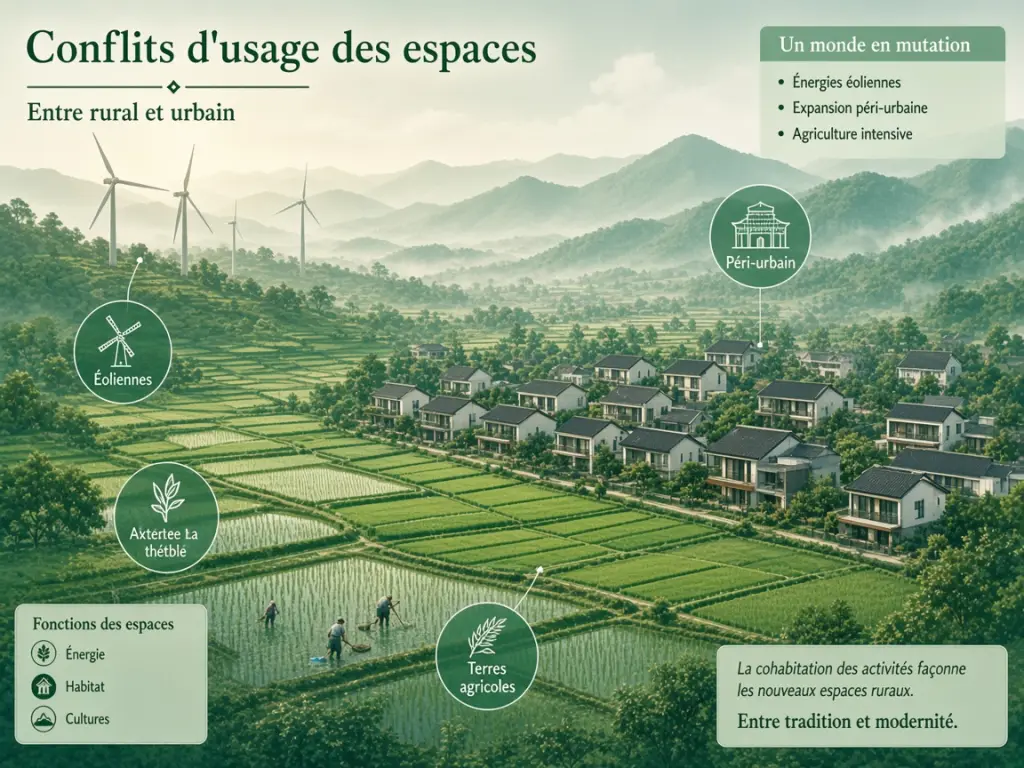 Conflits d'usage des espaces
Entre rural et urbain
Un monde en mutation
Énergies éoliennes
Expansion péri-urbaine
Agriculture intensive
Péri-urbain
Éoliennes
Axtertee La
thétblé
Terres
agricoles
Fonctions des espaces
Énergie
Habitat
Cultures
La cohabitation des activités façonne
les nouveaux espaces ruraux.
Entre tradition et modernité.